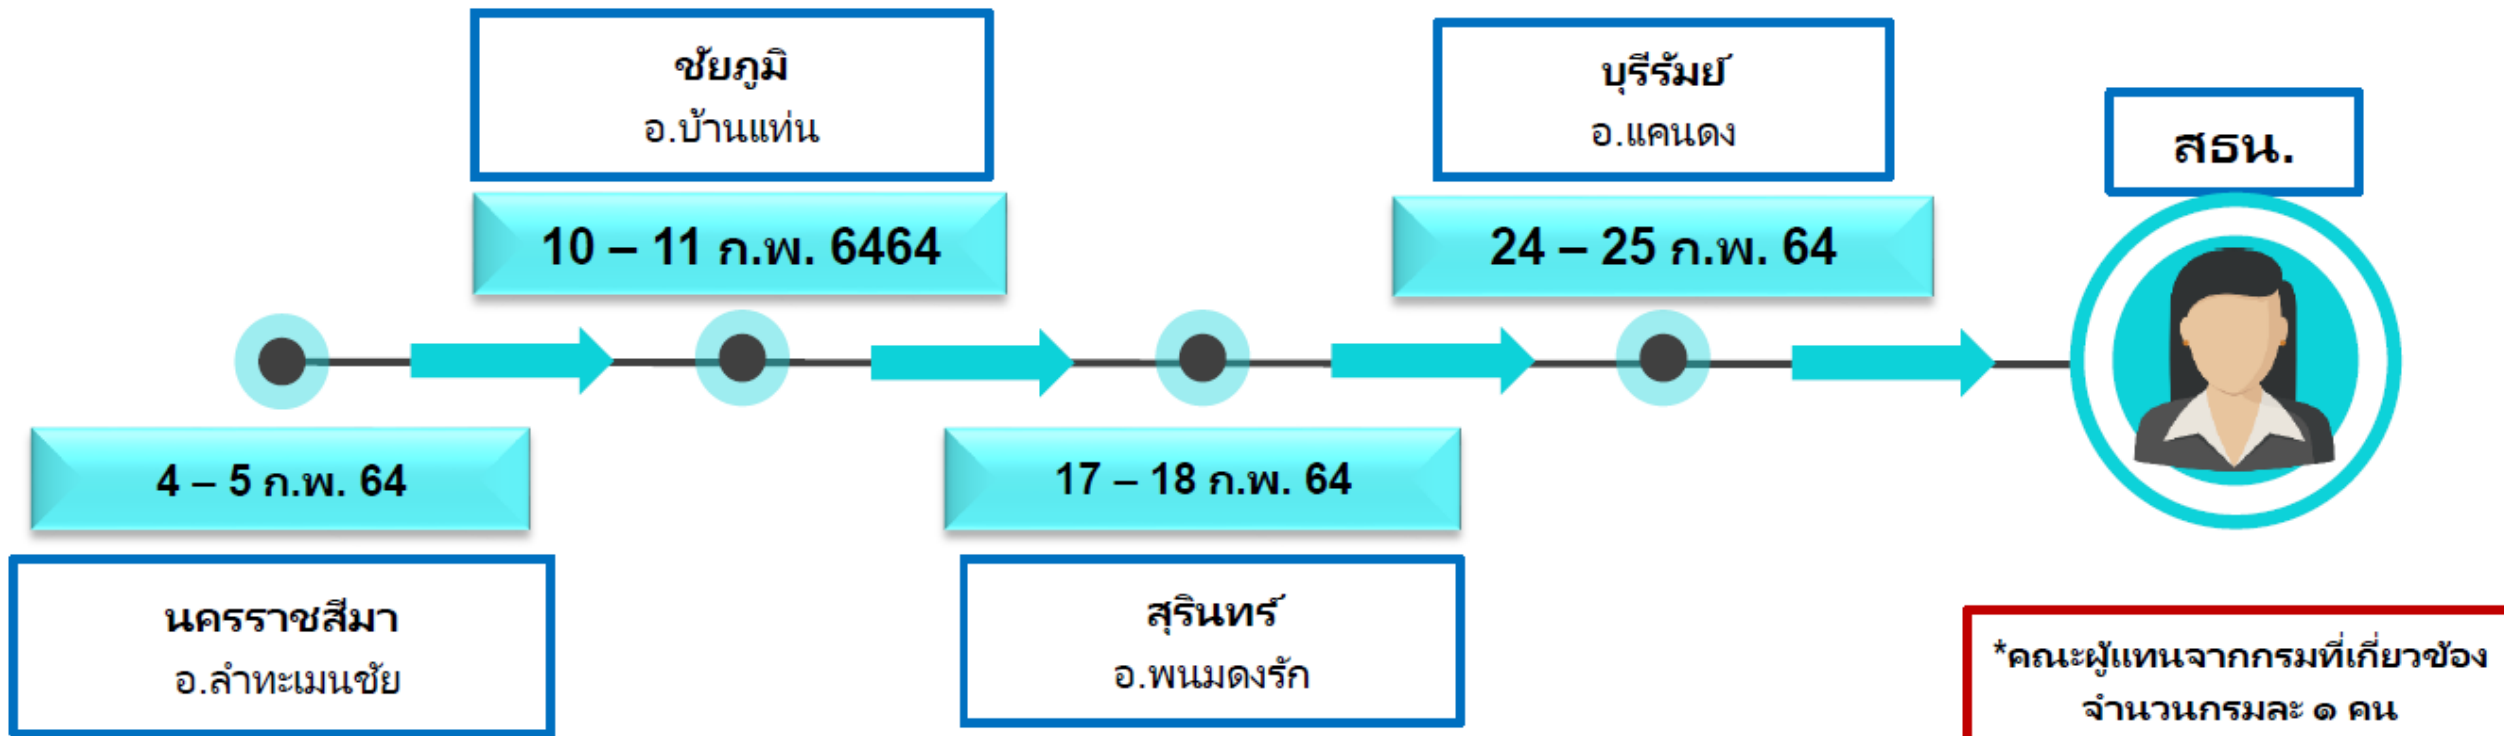 ชัยภูมิ
อ.บ้านแท่น
10 – 11 ก.พ. 6464
บุรีรัมย์
อ.แคนดง
24 – 25 ก.พ. 64
สธน.
4 – 5 ก.พ. 64
นครราชสีมา
อ.ลำทะเมนชัย
17 – 18 ก.พ. 64
สุรินทร์
อ.พนมดงรัก
*คณะผู้แทนจากกรมที่เกี่ยวข้อง
จำนวนกรมละ ๑ คน